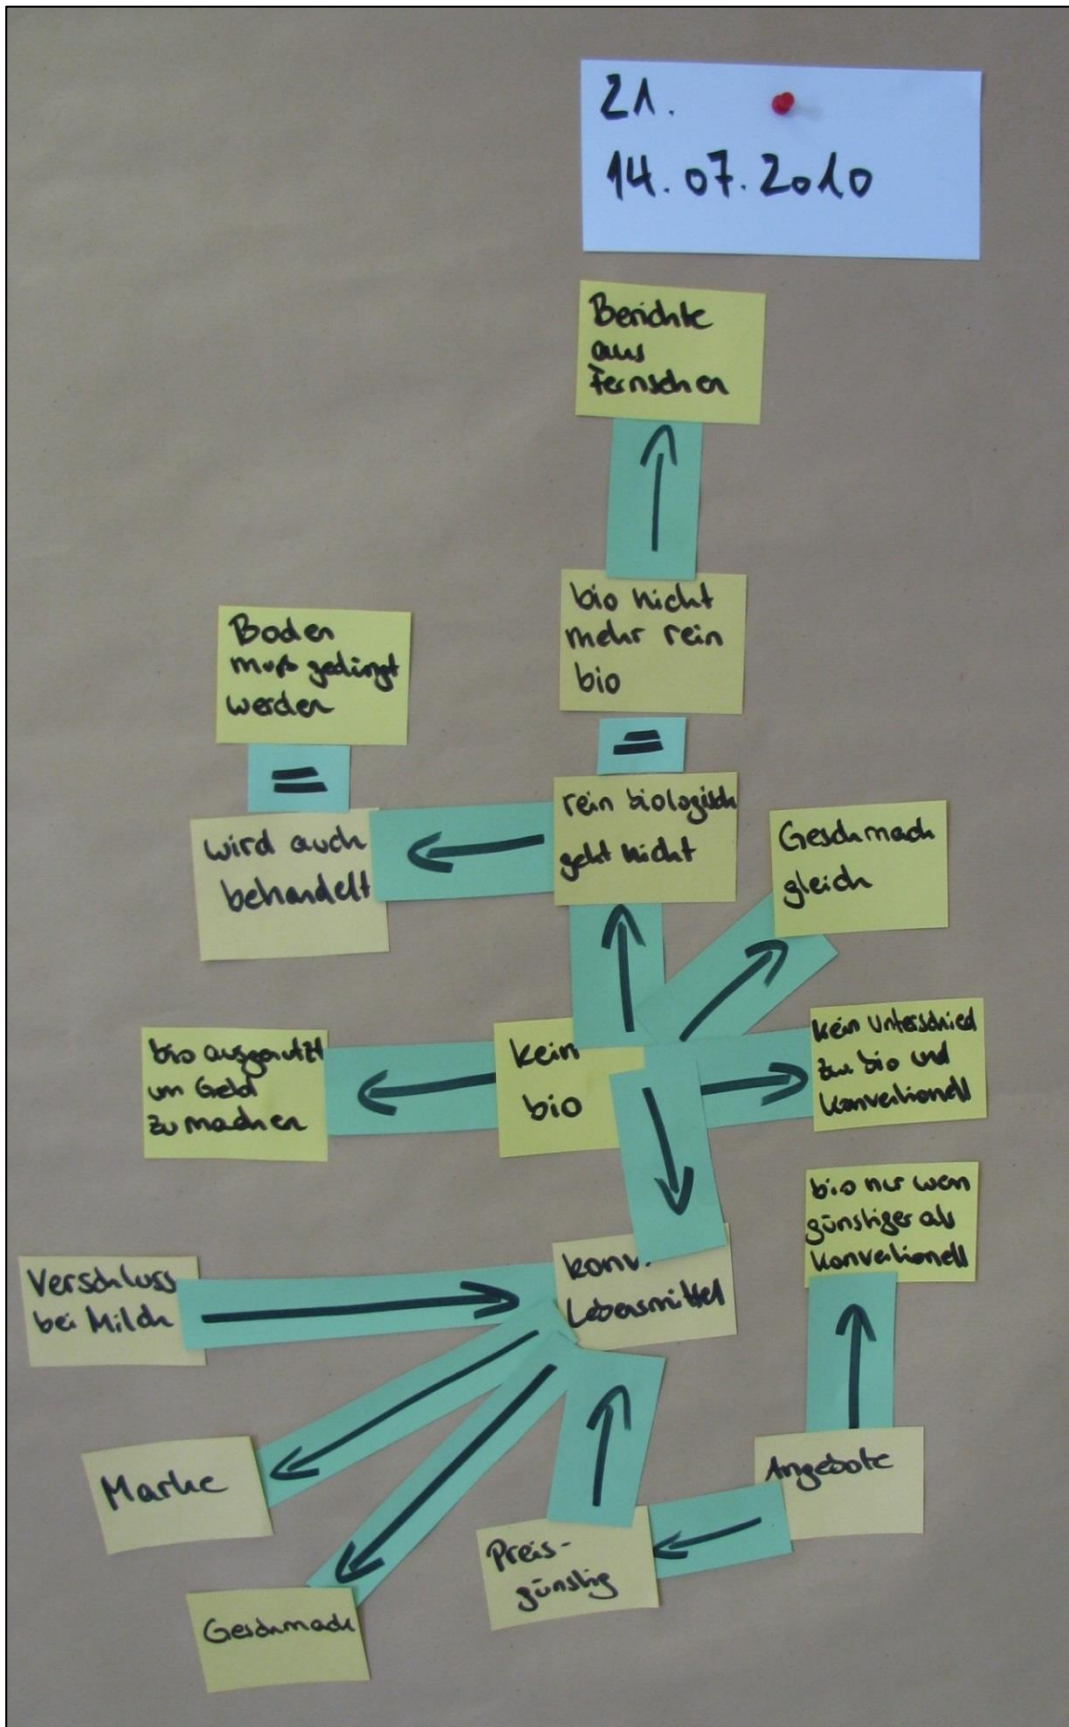 21.
14.07.2010
Berichte
aus
Fernsehen
bio nicht
mehr rein
bio
Boden
muß gedüngt
werden
=
=
rein biologisch
geht nicht
wird auch
behandelt
Geschmack
gleich
kein Unterschied
zu bio und
konventionell
kein
bio
bio ausgenutzt
um Geld
zu machen
bio nur wenn
günstiger als
konventionell
konv.
Lebensmittel
Verschluss
bei Milch
Marke
Angebote
Preis-
günstig
Geschmack